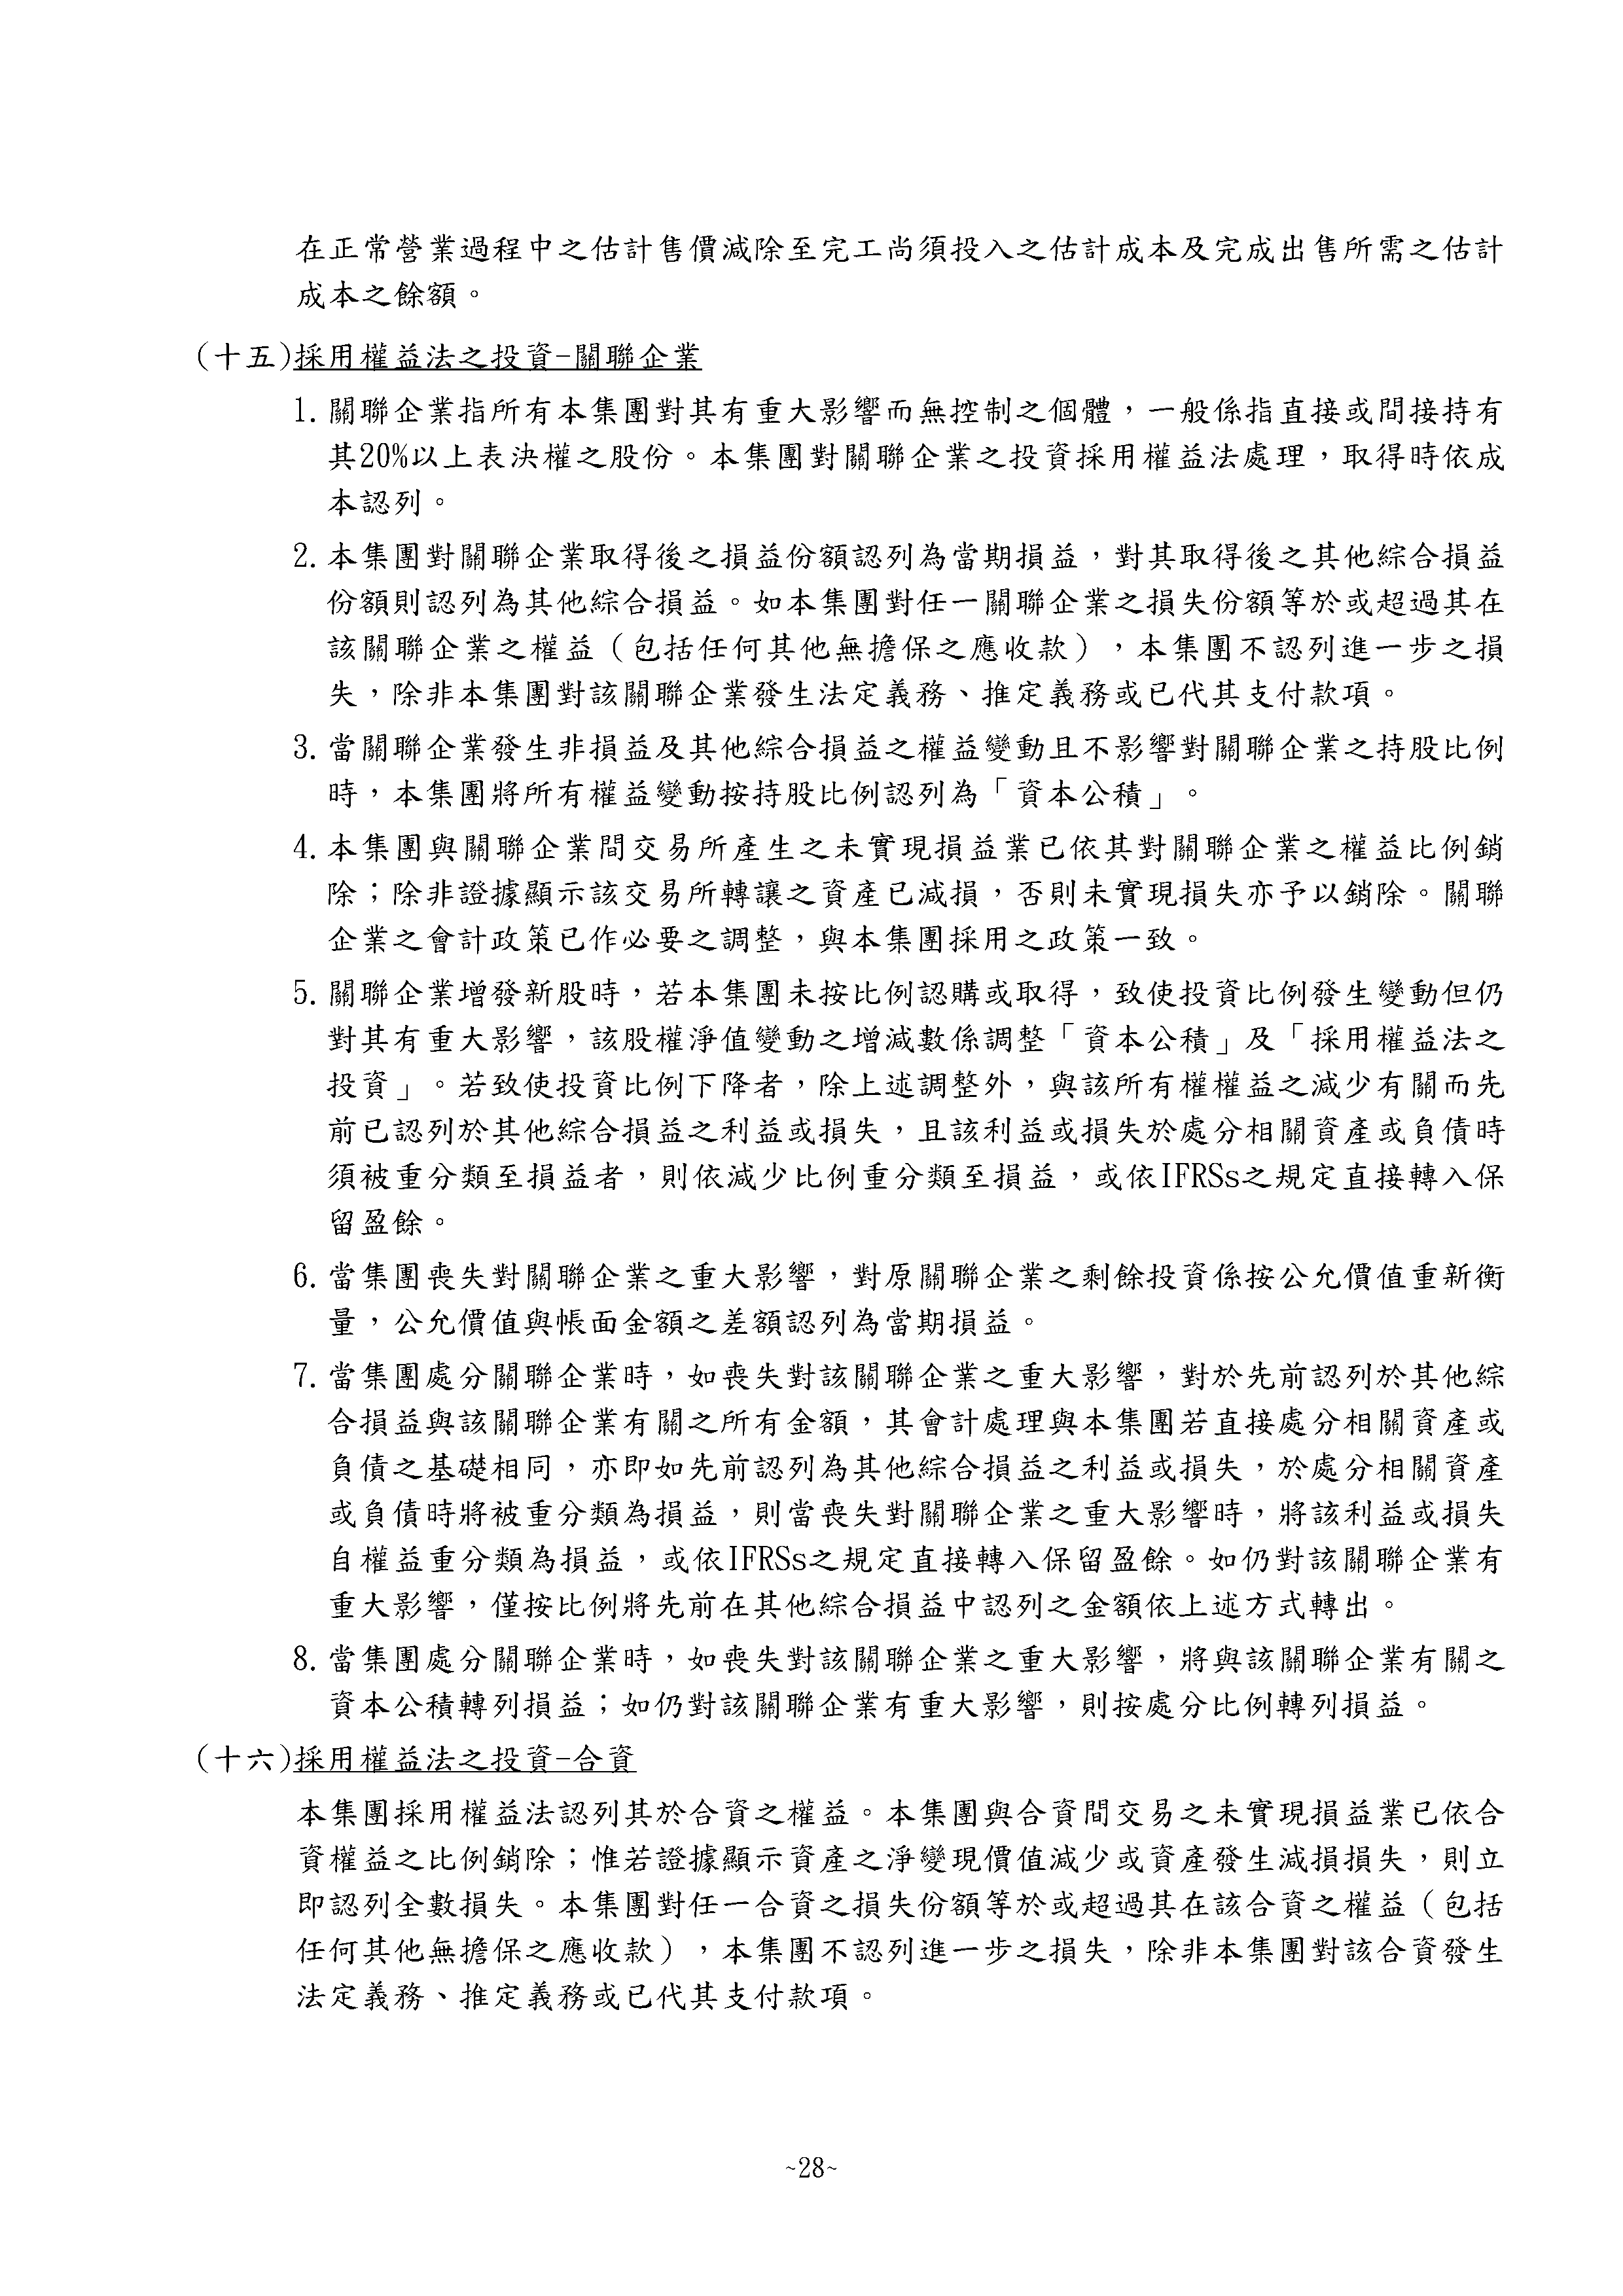 在正常營業過程中之估計售價減除至完工尚須投入之估計成本及完成出售所需之估計
成本之餘額。
(十五)採用權益法之投資-關聯企業
1.關聯企業指所有本集團對其有重大影響而無控制之個體，一般係指直接或間接持有
其20%以上表決權之股份。本集團對關聯企業之投資採用權益法處理，取得時依成
本認列。
2.本集團對關聯企業取得後之損益份額認列為當期損益，對其取得後之其他綜合損益
份額則認列為其他綜合損益。如本集團對任一關聯企業之損失份額等於或超過其在
該關聯企業之權益（包括任何其他無擔保之應收款），本集團不認列進一步之損
失，除非本集團對該關聯企業發生法定義務、推定義務或已代其支付款項。
3.當關聯企業發生非損益及其他綜合損益之權益變動且不影響對關聯企業之持股比例
時，本集團將所有權益變動按持股比例認列為「資本公積」。
4.本集團與關聯企業間交易所產生之未實現損益業已依其對關聯企業之權益比例銷
除；除非證據顯示該交易所轉讓之資產已減損，否則未實現損失亦予以銷除。關聯
企業之會計政策已作必要之調整，與本集團採用之政策一致。
5.關聯企業增發新股時，若本集團未按比例認購或取得，致使投資比例發生變動但仍
對其有重大影響，該股權淨值變動之增減數係調整「資本公積」及「採用權益法之
投資」。若致使投資比例下降者，除上述調整外，與該所有權權益之減少有關而先
前已認列於其他綜合損益之利益或損失，且該利益或損失於處分相關資產或負債時
須被重分類至損益者，則依減少比例重分類至損益，或依IFRSs之規定直接轉入保
留盈餘。
6.當集團喪失對關聯企業之重大影響，對原關聯企業之剩餘投資係按公允價值重新衡
量，公允價值與帳面金額之差額認列為當期損益。
7.當集團處分關聯企業時，如喪失對該關聯企業之重大影響，對於先前認列於其他綜
合損益與該關聯企業有關之所有金額，其會計處理與本集團若直接處分相關資產或
負債之基礎相同，亦即如先前認列為其他綜合損益之利益或損失，於處分相關資產
或負債時將被重分類為損益，則當喪失對關聯企業之重大影響時，將該利益或損失
自權益重分類為損益，或依IFRSs之規定直接轉入保留盈餘。如仍對該關聯企業有
重大影響，僅按比例將先前在其他綜合損益中認列之金額依上述方式轉出。
8.當集團處分關聯企業時，如喪失對該關聯企業之重大影響，將與該關聯企業有關之
資本公積轉列損益；如仍對該關聯企業有重大影響，則按處分比例轉列損益。
(十六)採用權益法之投資-合資
本集團採用權益法認列其於合資之權益。本集團與合資間交易之未實現損益業已依合
資權益之比例銷除；惟若證據顯示資產之淨變現價值減少或資產發生減損損失，則立
即認列全數損失。本集團對任一合資之損失份額等於或超過其在該合資之權益（包括
任何其他無擔保之應收款），本集團不認列進一步之損失，除非本集團對該合資發生
法定義務、推定義務或已代其支付款項。
~28~